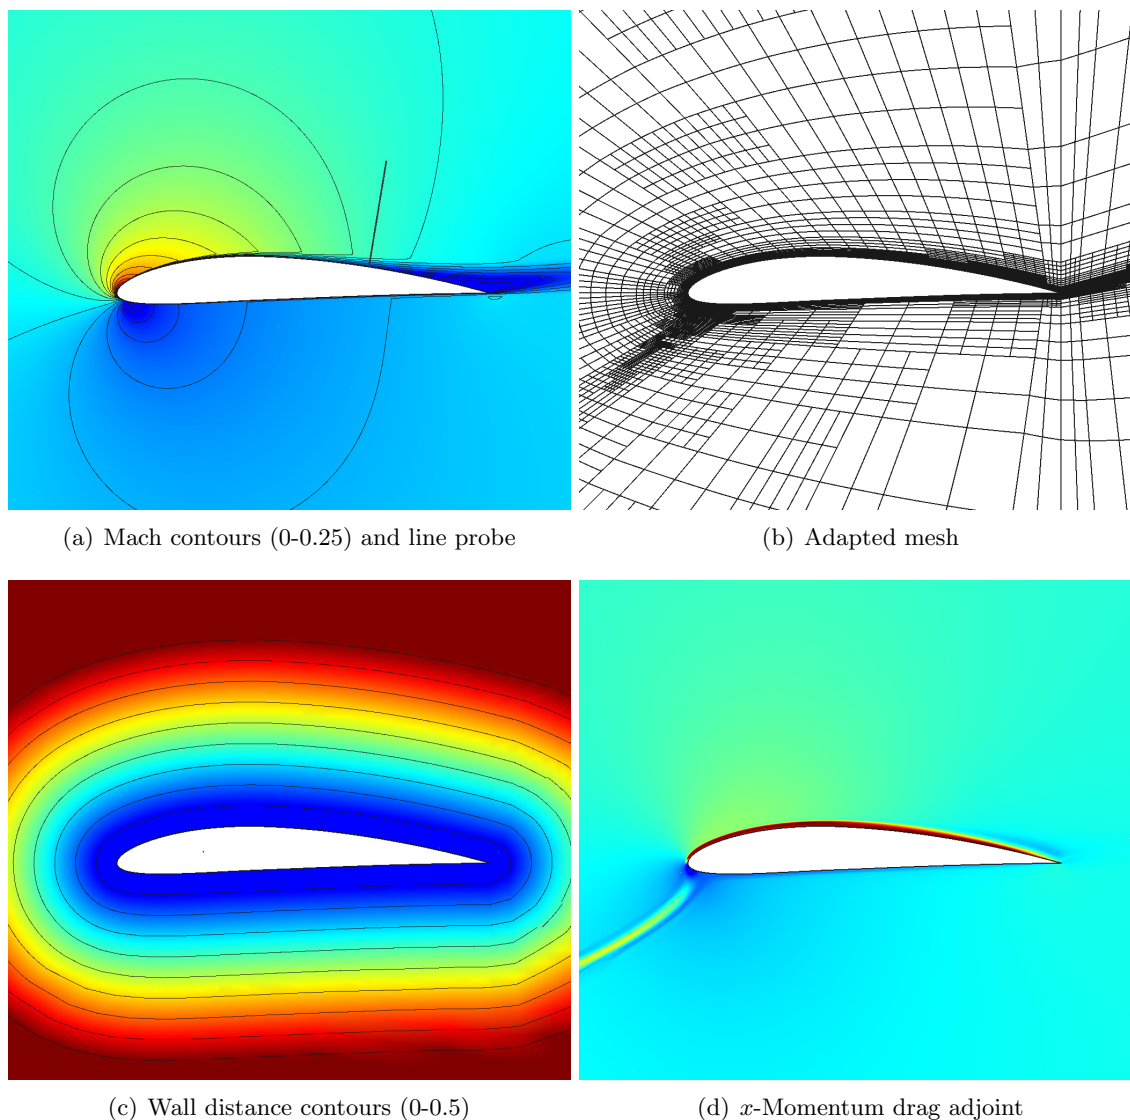 (a) Mach contours (0-0.25) and line probe
(b) Adapted mesh
(c) Wall distance contours (0-0.5)
(d) x-Momentum drag adjoint